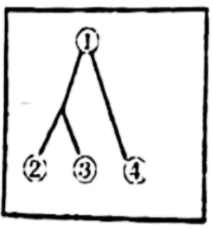 ①
② ③ ④